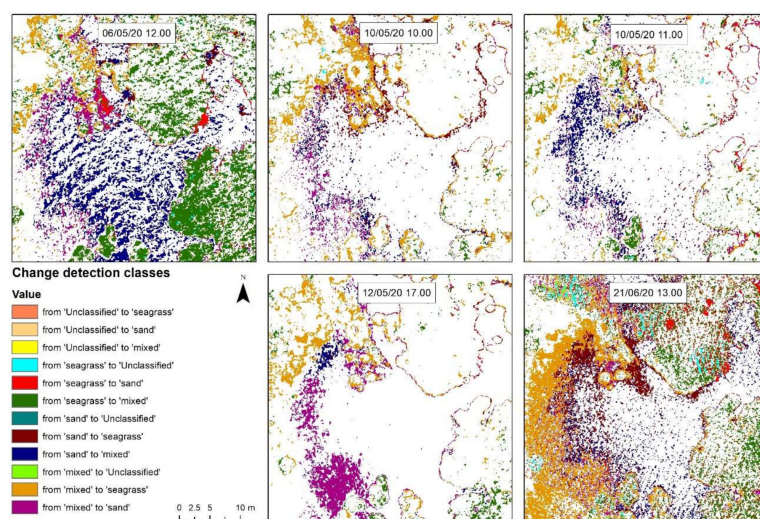 06/05/20 12.00
10/05/20 10.00
10/05/20 11.00
Change detection classes
Value
from 'Unclassified' to 'seagrass'
from 'Unclassified' to 'sand'
from 'Unclassified' to 'mixed'
from 'seagrass' to 'Unclassified'
from 'seagrass' to 'sand'
from 'seagrass' to 'mixed'
from 'sand' to 'Unclassified'
from 'sand' to 'seagrass'
from 'sand' to 'mixed'
from 'mixed' to 'Unclassified'
from 'mixed' to 'seagrass'
from 'mixed' to 'sand'
N
0 2.5 5 10 m
12/05/20 17.00
21/06/20 13.00